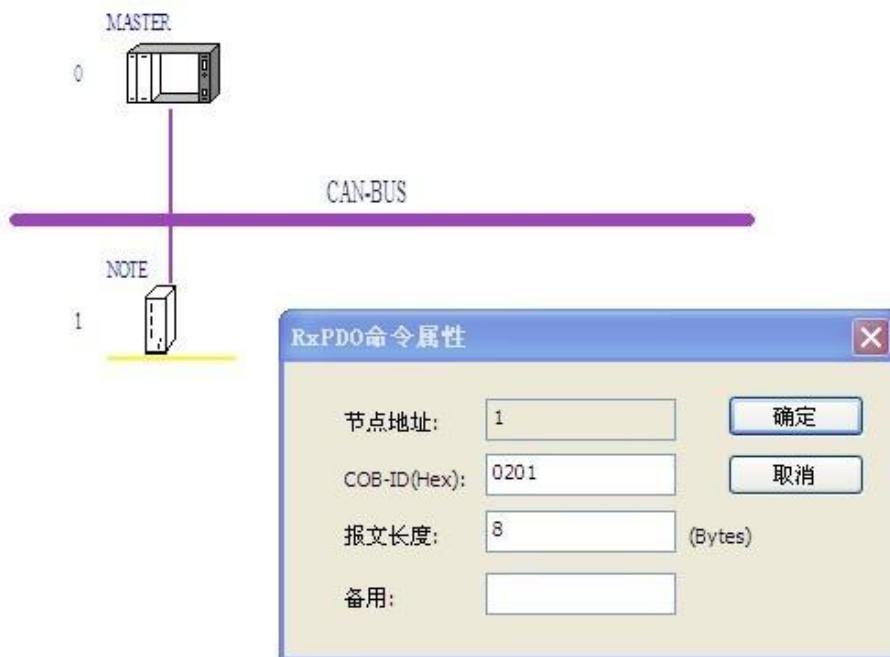 MASTER
0
CAN-BUS
NOTE
1
RxPDO命令属性
节点地址: 1
确定
COB-ID(Hex): 0201
取消
报文长度: 8 (Bytes)
备用: